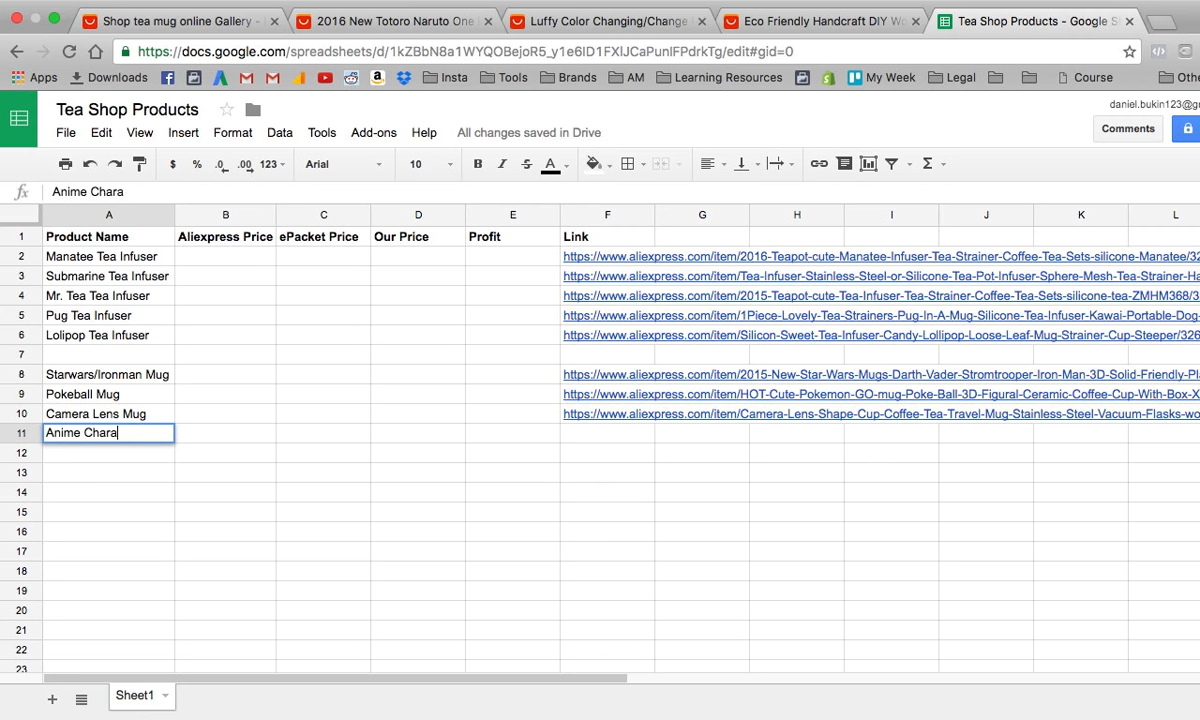 Shop tea mug online Gallery -
2016 New Totoro Naruto One
Luffy Color Changing/Change
Eco Friendly Handcraft DIY Wo
Tea Shop Products - Google S
https://docs.google.com/spreadsheets/d/1kZBbN8a1WYQOBejoR5_y1e6ID1FXIJCaPunIFPdrkTg/edit#gid=0
Apps Downloads Insta Tools Brands AM Learning Resources My Week Legal Course Othe
Tea Shop Products
daniel.bukin123@g
File Edit View Insert Format Data Tools Add-ons Help All changes saved in Drive
Comments
$ % .0 .00 123 Arial 10 B I S A Σ
fx Anime Chara
A B C D E F G H I J K L
1 Product Name Aliexpress Price ePacket Price Our Price Profit Link
2 Manatee Tea Infuser https://www.aliexpress.com/item/2016-Teapot-cute-Manatee-Infuser-Tea-Strainer-Coffee-Tea-Sets-silicone-Manatee/32
3 Submarine Tea Infuser https://www.aliexpress.com/item/Tea-Infuser-Stainless-Steel-or-Silicone-Tea-Pot-Infuser-Sphere-Mesh-Tea-Strainer-Ha
4 Mr. Tea Tea Infuser https://www.aliexpress.com/item/2015-Teapot-cute-Tea-Infuser-Tea-Strainer-Coffee-Tea-Sets-silicone-tea-ZMHM368/3
5 Pug Tea Infuser https://www.aliexpress.com/item/1Piece-Lovely-Tea-Strainers-Pug-In-A-Mug-Silicone-Tea-Infuser-Kawai-Portable-Dog-
6 Lolipop Tea Infuser https://www.aliexpress.com/item/Silicon-Sweet-Tea-Infuser-Candy-Lollipop-Loose-Leaf-Mug-Strainer-Cup-Steeper/326
7
8 Starwars/Ironman Mug https://www.aliexpress.com/item/2015-New-Star-Wars-Mugs-Darth-Vader-Stromtrooper-Iron-Man-3D-Solid-Friendly-Pl
9 Pokeball Mug https://www.aliexpress.com/item/HOT-Cute-Pokemon-GO-mug-Poke-Ball-3D-Figural-Ceramic-Coffee-Cup-With-Box-X
10 Camera Lens Mug https://www.aliexpress.com/item/Camera-Lens-Shape-Cup-Coffee-Tea-Travel-Mug-Stainless-Steel-Vacuum-Flasks-wo
11 Anime Chara
12
13
14
15
16
17
18
19
20
21
22
23
Sheet1